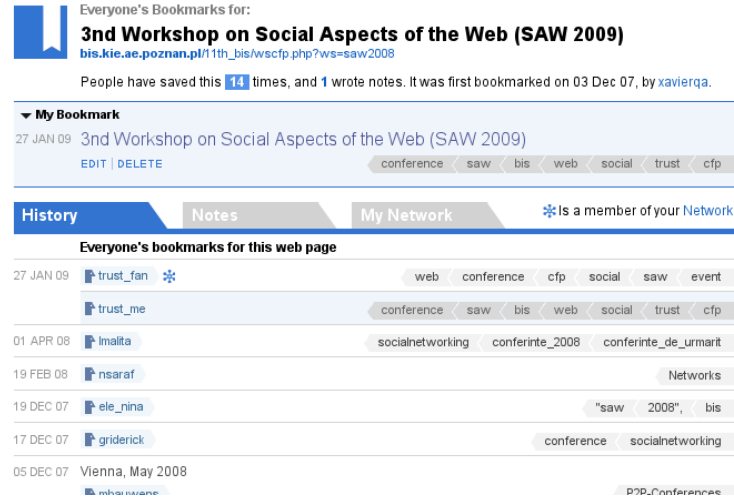 Everyone's Bookmarks for:
3nd Workshop on Social Aspects of the Web (SAW 2009)
bis.kie.ae.poznan.pl/11th_bis/wscfp.php?ws=saw2008
People have saved this 14 times, and 1 wrote notes. It was first bookmarked on 03 Dec 07, by xavierqa.
My Bookmark
27 JAN 09 3nd Workshop on Social Aspects of the Web (SAW 2009)
EDIT | DELETE conference saw bis web social trust cfp
History Notes My Network Is a member of your Network
Everyone's bookmarks for this web page
27 JAN 09 trust_fan web conference cfp social saw event
trust_me conference saw bis web social trust cfp
01 APR 08 lmalita socialnetworking conferinte_2008 conferinte_de_urmarit
19 FEB 08 nsaraf Networks
19 DEC 07 ele_nina "saw 2008", bis
17 DEC 07 griderick conference socialnetworking
05 DEC 07 Vienna, May 2008
mbauwens P2P-Conferences